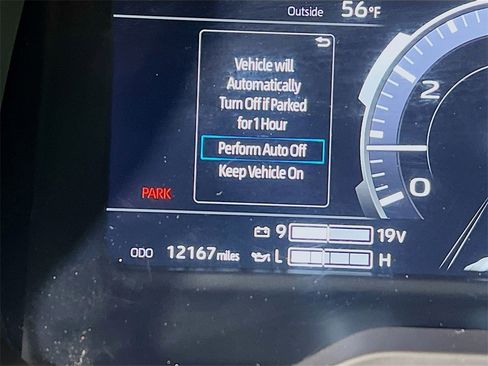 Outside 56°F
Vehicle will
Automatically
Turn Off if Parked
for 1 Hour
Perform Auto Off
Keep Vehicle On
2
0
PARK
9 19V
ODO 12167 miles L H